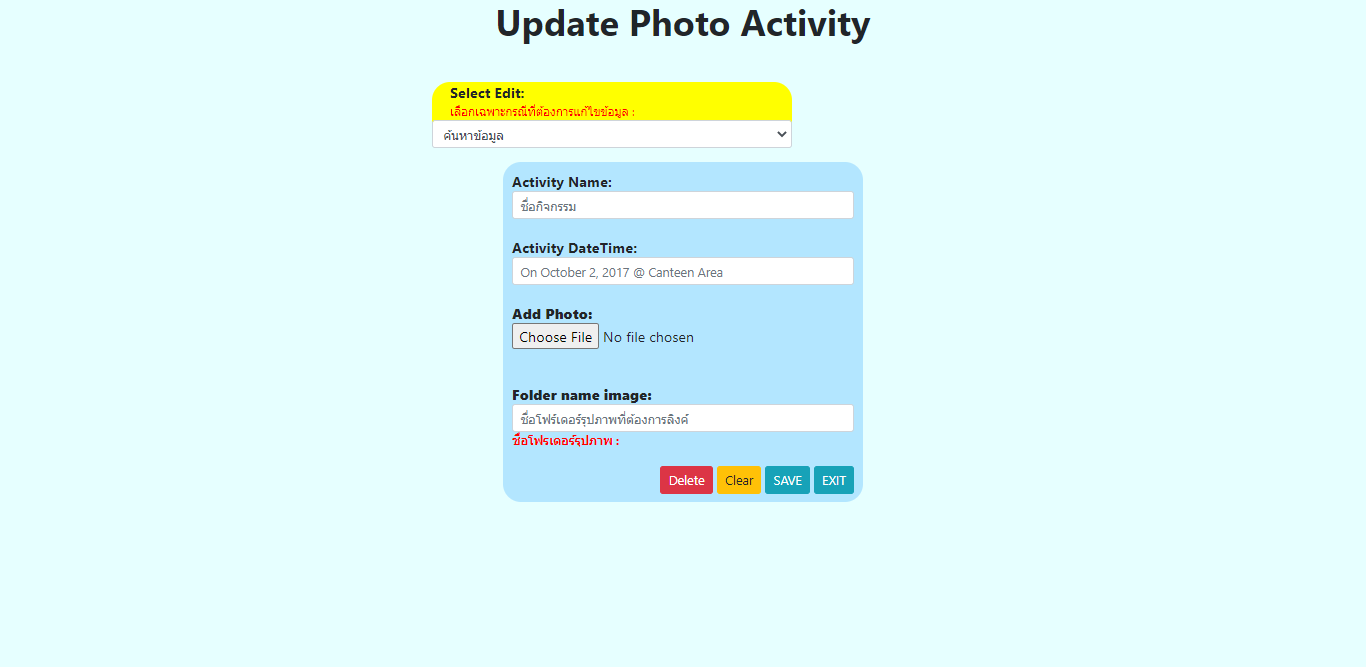 Update Photo Activity
Select Edit:
เลือกเฉพาะกรณีที่ต้องการแก้ไขข้อมูล :
ค้นหาข้อมูล
Activity Name:
ชื่อกิจกรรม
Activity DateTime:
On October 2, 2017 @ Canteen Area
Add Photo:
Choose File No file chosen
Folder name image:
ชื่อโฟร์เดอร์รุปภาพที่ต้องการลิงค์
ชื่อโฟรเดอร์รุปภาพ :
Delete Clear SAVE EXIT